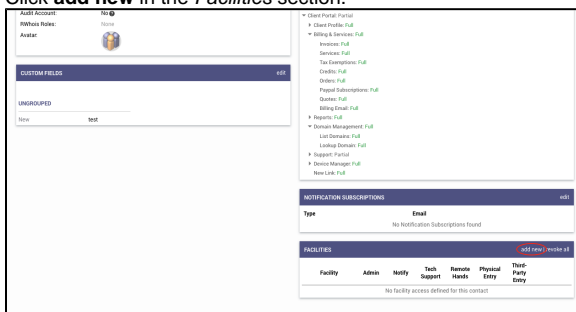 Click add new in the Facilities section.
Audit Account: No
RWhois Roles: None
Avatar:
CUSTOM FIELDS edit
UNGROUPED
New test
Client Portal: Partial
Client Profile: Full
Billing & Services: Full
Invoices: Full
Services: Full
Tax Exemptions: Full
Credits: Full
Orders: Full
Paypal Subscriptions: Full
Quotes: Full
Billing Email: Full
Reports: Full
Domain Management: Full
List Domains: Full
Lookup Domain: Full
Support: Partial
Device Manager: Full
New Link: Full
NOTIFICATION SUBSCRIPTIONS edit
Type Email
No Notification Subscriptions found
FACILITIES add new | revoke all
Facility Admin Notify Tech Support Remote Hands Physical Entry Third-Party Entry
No facility access defined for this contact